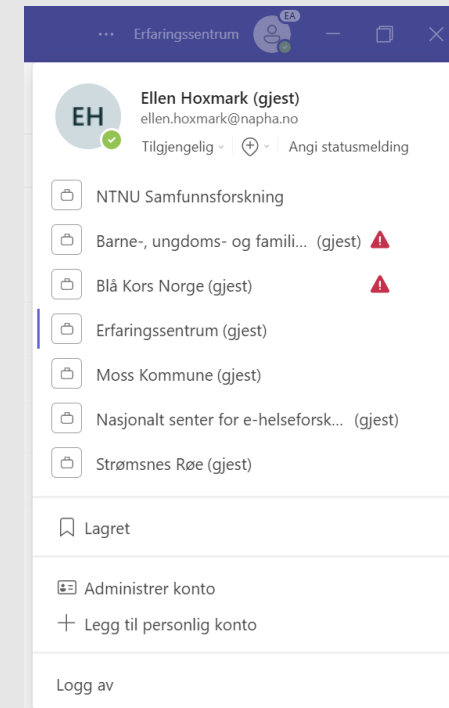 ··· Erfaringssentrum EA
EH Ellen Hoxmark (gjest)
ellen.hoxmark@napha.no
Tilgjengelig Angi statusmelding
NTNU Samfunnsforskning
Barne-, ungdoms- og famili... (gjest)
Blå Kors Norge (gjest)
Erfaringssentrum (gjest)
Moss Kommune (gjest)
Nasjonalt senter for e-helseforsk... (gjest)
Strømsnes Røe (gjest)
Lagret
Administrer konto
Legg til personlig konto
Logg av